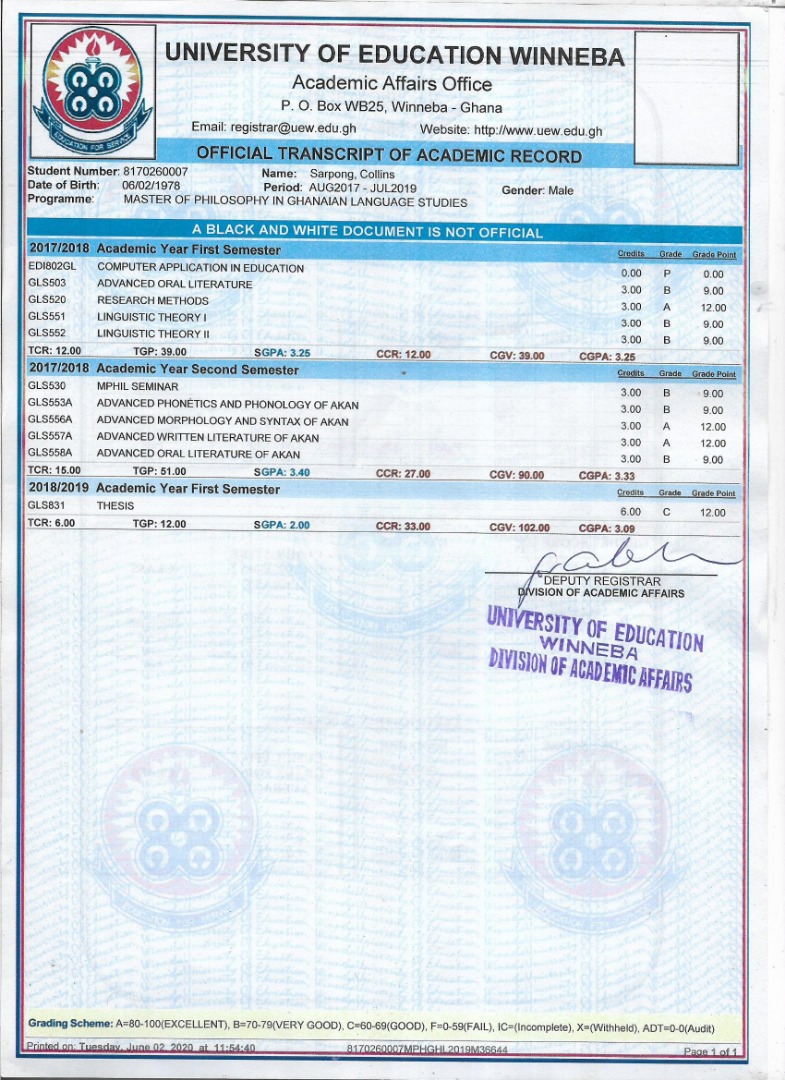 EDUCATION FOR SERVICE
UNIVERSITY OF EDUCATION WINNEBA
Academic Affairs Office
P. O. Box WB25, Winneba - Ghana
Email: registrar@uew.edu.gh Website: http://www.uew.edu.gh
OFFICIAL TRANSCRIPT OF ACADEMIC RECORD
Student Number: 8170260007 Name: Sarpong, Collins
Date of Birth: 06/02/1978 Period: AUG2017 - JUL2019 Gender: Male
Programme: MASTER OF PHILOSOPHY IN GHANAIAN LANGUAGE STUDIES
A BLACK AND WHITE DOCUMENT IS NOT OFFICIAL
2017/2018 Academic Year First Semester Credits Grade Grade Point
EDI802GL COMPUTER APPLICATION IN EDUCATION 0.00 P 0.00
GLS503 ADVANCED ORAL LITERATURE 3.00 B 9.00
GLS520 RESEARCH METHODS 3.00 A 12.00
GLS551 LINGUISTIC THEORY I 3.00 B 9.00
GLS552 LINGUISTIC THEORY II 3.00 B 9.00
TCR: 12.00 TGP: 39.00 SGPA: 3.25 CCR: 12.00 CGV: 39.00 CGPA: 3.25
2017/2018 Academic Year Second Semester Credits Grade Grade Point
GLS530 MPHIL SEMINAR 3.00 B 9.00
GLS553A ADVANCED PHONETICS AND PHONOLOGY OF AKAN 3.00 B 9.00
GLS556A ADVANCED MORPHOLOGY AND SYNTAX OF AKAN 3.00 A 12.00
GLS557A ADVANCED WRITTEN LITERATURE OF AKAN 3.00 A 12.00
GLS558A ADVANCED ORAL LITERATURE OF AKAN 3.00 B 9.00
TCR: 15.00 TGP: 51.00 SGPA: 3.40 CCR: 27.00 CGV: 90.00 CGPA: 3.33
2018/2019 Academic Year First Semester Credits Grade Grade Point
GLS831 THESIS 6.00 C 12.00
TCR: 6.00 TGP: 12.00 SGPA: 2.00 CCR: 33.00 CGV: 102.00 CGPA: 3.09
DEPUTY REGISTRAR
DIVISION OF ACADEMIC AFFAIRS
UNIVERSITY OF EDUCATION
WINNEBA
DIVISION OF ACADEMIC AFFAIRS
Grading Scheme: A=80-100(EXCELLENT), B=70-79(VERY GOOD), C=60-69(GOOD), F=0-59(FAIL), IC=(Incomplete), X=(Withheld), ADT=0-0(Audit)
Printed on: Tuesday, June 02, 2020 at 11:54:40 8170260007MPHGHL2019M36644 Page 1 of 1